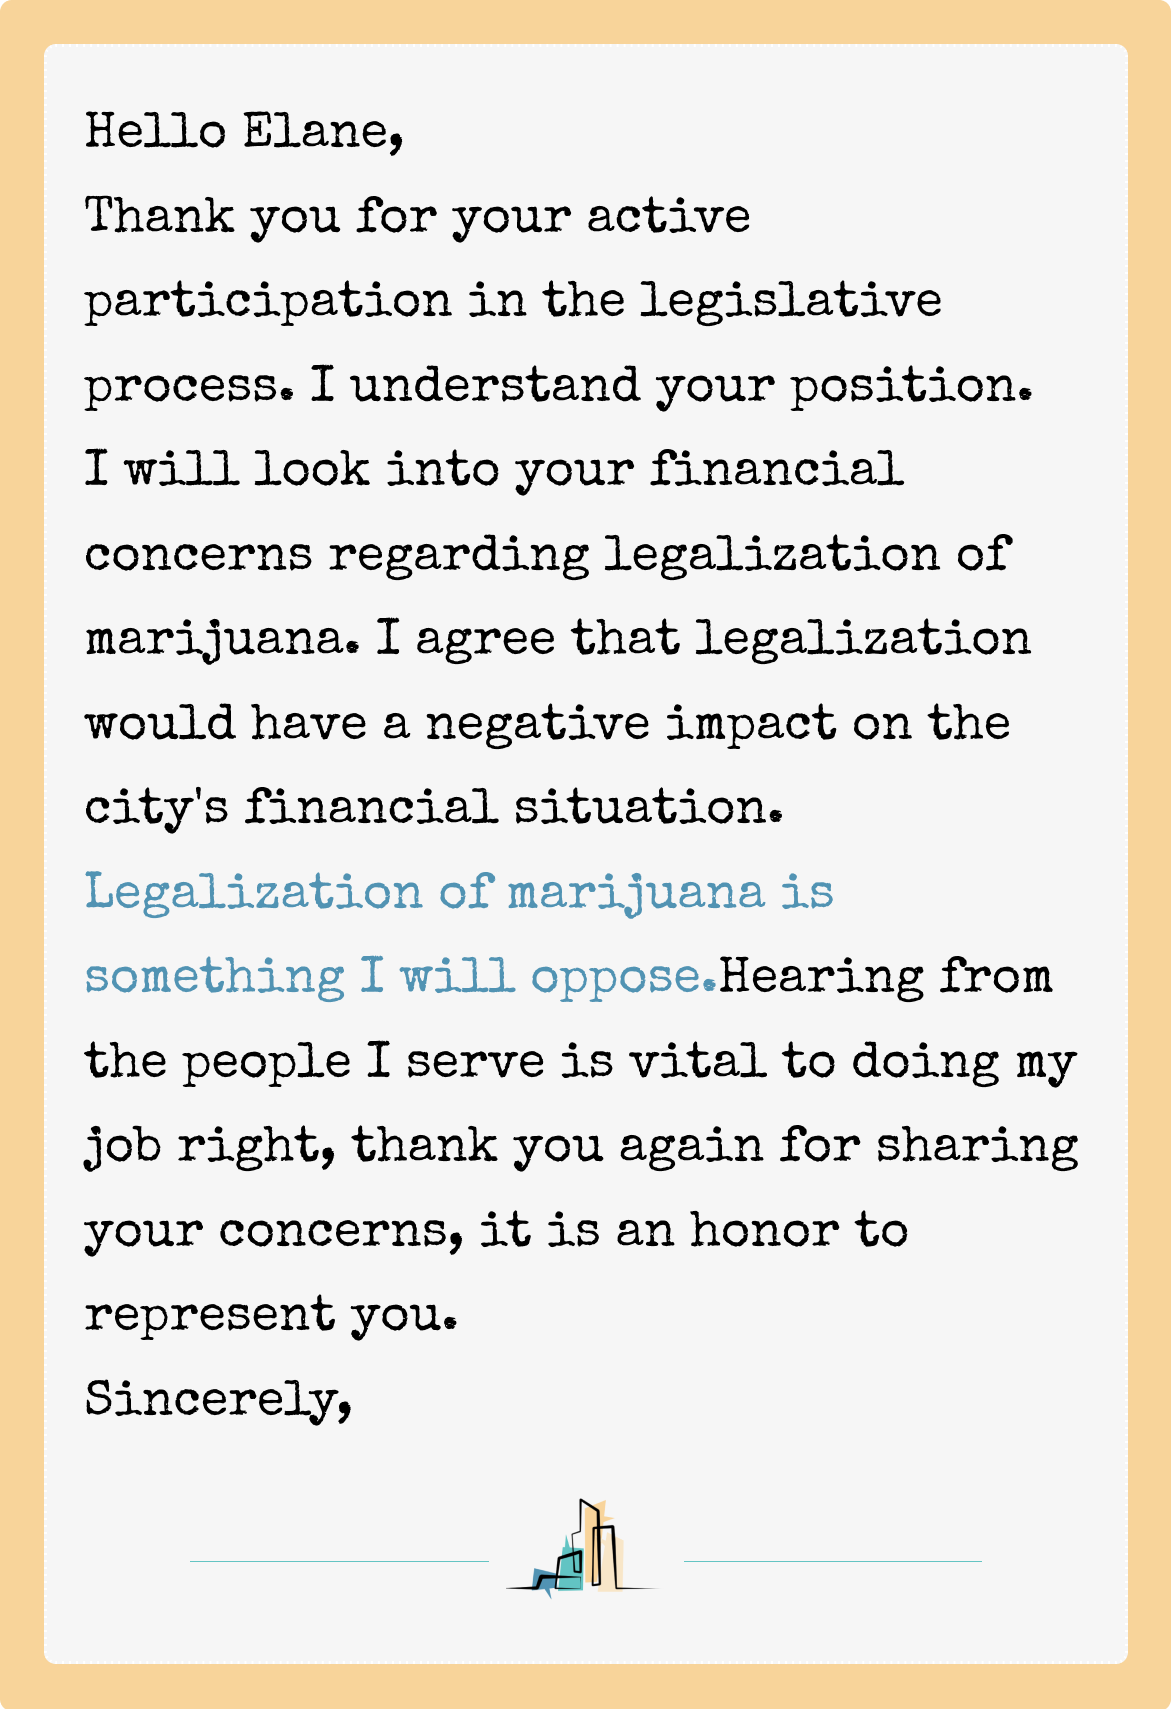 Hello Elane,
Thank you for your active
participation in the legislative
process. I understand your position.
I will look into your financial
concerns regarding legalization of
marijuana. I agree that legalization
would have a negative impact on the
city's financial situation.
Legalization of marijuana is
something I will oppose.Hearing from
the people I serve is vital to doing my
job right, thank you again for sharing
your concerns, it is an honor to
represent you.
Sincerely,